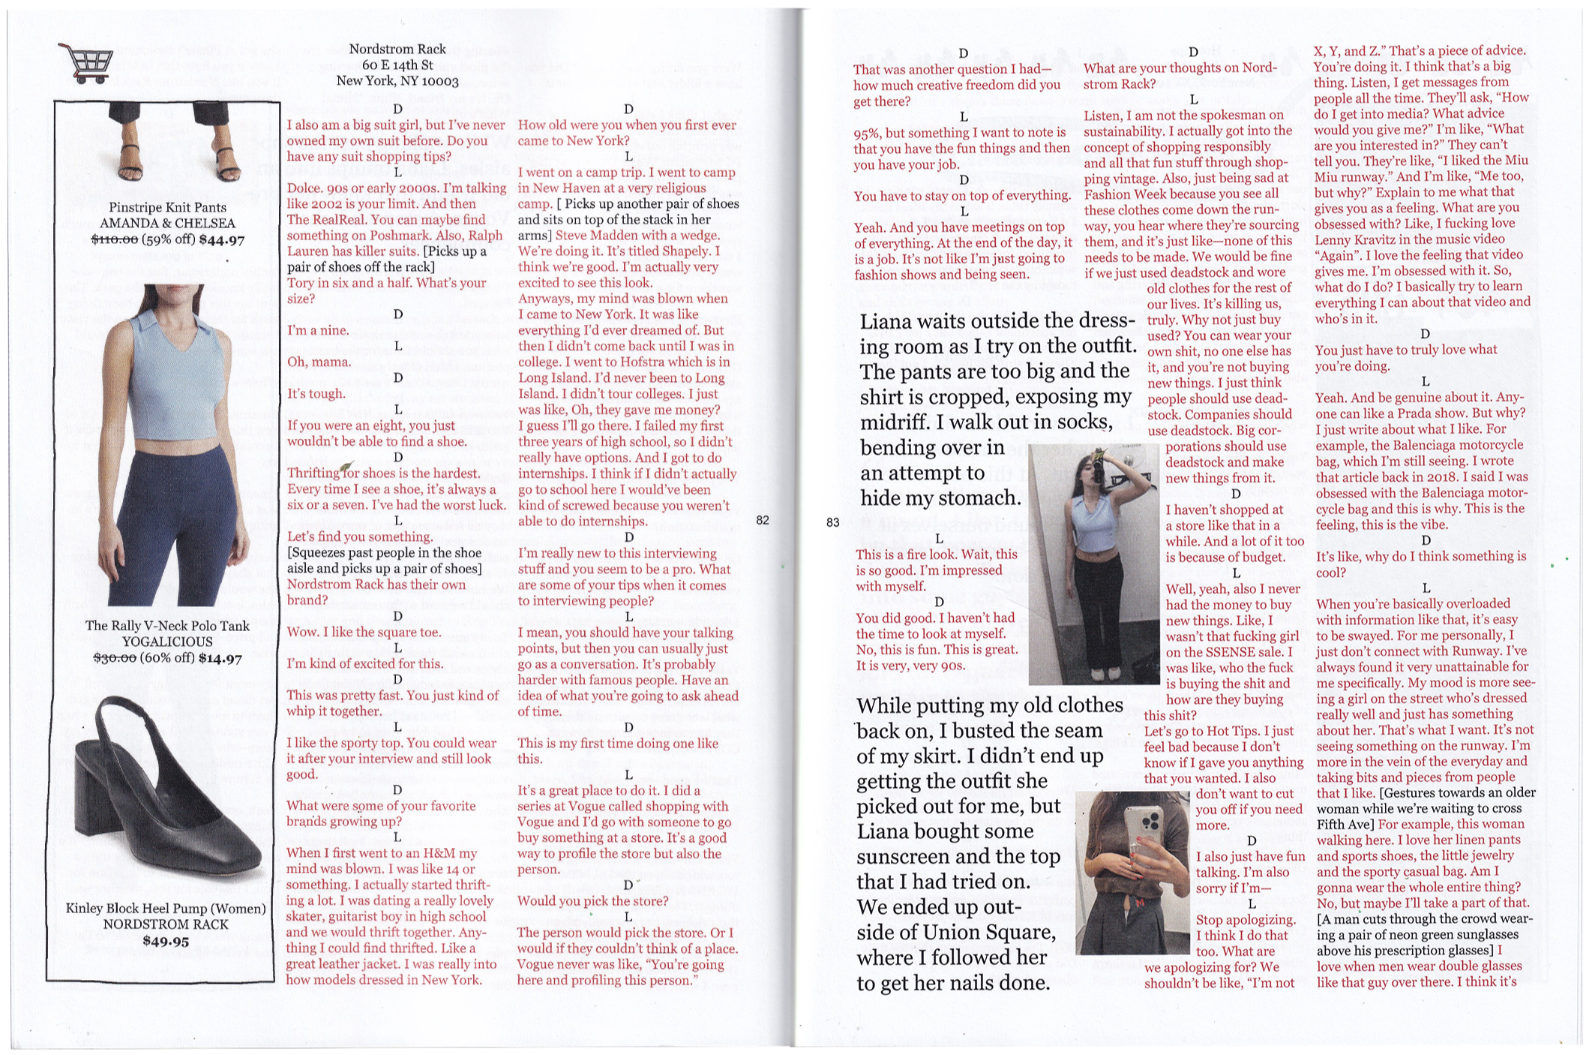 Nordstrom Rack
60 E 14th St
New York, NY 10003
Pinstripe Knit Pants
AMANDA & CHELSEA
$110.00 (59% off) $44.97
The Rally V-Neck Polo Tank
YOGALICIOUS
$30.00 (60% off) $14.97
Kinley Block Heel Pump (Women)
NORDSTROM RACK
$49.95
D
I also am a big suit girl, but I've never
owned my own suit before. Do you
have any suit shopping tips?
L
Dolce. 90s or early 2000s. I'm talking
like 2002 is your limit. And then
The RealReal. You can maybe find
something on Poshmark. Also, Ralph
Lauren has killer suits. [Picks up a
pair of shoes off the rack]
Tory in six and a half. What's your
size?
D
I'm a nine.
L
Oh, mama.
D
It's tough.
L
If you were an eight, you just
wouldn't be able to find a shoe.
D
Thrifting for shoes is the hardest.
Every time I see a shoe, it's always a
six or a seven. I've had the worst luck.
L
Let's find you something.
[Squeezes past people in the shoe
aisle and picks up a pair of shoes]
Nordstrom Rack has their own
brand?
D
Wow. I like the square toe.
L
I'm kind of excited for this.
D
This was pretty fast. You just kind of
whip it together.
L
I like the sporty top. You could wear
it after your interview and still look
good.
D
What were some of your favorite
brands growing up?
L
When I first went to an H&M my
mind was blown. I was like 14 or
something. I actually started thrift-
ing a lot. I was dating a really lovely
skater, guitarist boy in high school
and we would thrift together. Any-
thing I could find thrifted. Like a
great leather jacket. I was really into
how models dressed in New York.
D
How old were you when you first ever
came to New York?
L
I went on a camp trip. I went to camp
in New Haven at a very religious
camp. [ Picks up another pair of shoes
and sits on top of the stack in her
arms] Steve Madden with a wedge.
We're doing it. It's titled Shapely. I
think we're good. I'm actually very
excited to see this look.
Anyways, my mind was blown when
I came to New York. It was like
everything I'd ever dreamed of. But
then I didn't come back until I was in
college. I went to Hofstra which is in
Long Island. I'd never been to Long
Island. I didn't tour colleges. I just
was like, Oh, they gave me money?
I guess I'll go there. I failed my first
three years of high school, so I didn't
really have options. And I got to do
internships. I think if I didn't actually
go to school here I would've been
kind of screwed because you weren't
able to do internships.
D
I'm really new to this interviewing
stuff and you seem to be a pro. What
are some of your tips when it comes
to interviewing people?
L
I mean, you should have your talking
points, but then you can usually just
go as a conversation. It's probably
harder with famous people. Have an
idea of what you're going to ask ahead
of time.
D
This is my first time doing one like
this.
L
It's a great place to do it. I did a
series at Vogue called shopping with
Vogue and I'd go with someone to go
buy something at a store. It's a good
way to profile the store but also the
person.
D
Would you pick the store?
L
The person would pick the store. Or I
would if they couldn't think of a place.
Vogue never was like, "You're going
here and profiling this person."
82
83
D
That was another question I had—
how much creative freedom did you
get there?
L
95%, but something I want to note is
that you have the fun things and then
you have your job.
D
You have to stay on top of everything.
L
Yeah. And you have meetings on top
of everything. At the end of the day, it
is a job. It's not like I'm just going to
fashion shows and being seen.
Liana waits outside the dress-
ing room as I try on the outfit.
The pants are too big and the
shirt is cropped, exposing my
midriff. I walk out in socks,
bending over in
an attempt to
hide my stomach.
L
This is a fire look. Wait, this
is so good. I'm impressed
with myself.
D
You did good. I haven't had
the time to look at myself.
No, this is fun. This is great.
It is very, very 90s.
While putting my old clothes
back on, I busted the seam
of my skirt. I didn't end up
getting the outfit she
picked out for me, but
Liana bought some
sunscreen and the top
that I had tried on.
We ended up out-
side of Union Square,
where I followed her
to get her nails done.
D
What are your thoughts on Nord-
strom Rack?
L
Listen, I am not the spokesman on
sustainability. I actually got into the
concept of shopping responsibly
and all that fun stuff through shop-
ping vintage. Also, just being sad at
Fashion Week because you see all
these clothes come down the run-
way, you hear where they're sourcing
them, and it's just like—none of this
needs to be made. We would be fine
if we just used deadstock and wore
old clothes for the rest of
our lives. It's killing us,
truly. Why not just buy
used? You can wear your
own shit, no one else has
it, and you're not buying
new things. I just think
people should use dead-
stock. Companies should
use deadstock. Big cor-
porations should use
deadstock and make
new things from it.
D
I haven't shopped at
a store like that in a
while. And a lot of it too
is because of budget.
L
Well, yeah, also I never
had the money to buy
new things. Like, I
wasn't that fucking girl
on the SSENSE sale. I
was like, who the fuck
is buying the shit and
how are they buying
this shit?
Let's go to Hot Tips. I just
feel bad because I don't
know if I gave you anything
that you wanted. I also
don't want to cut
you off if you need
more.
D
I also just have fun
talking. I'm also
sorry if I'm—
L
Stop apologizing.
I think I do that
too. What are
we apologizing for? We
shouldn't be like, "I'm not
X, Y, and Z." That's a piece of advice.
You're doing it. I think that's a big
thing. Listen, I get messages from
people all the time. They'll ask, "How
do I get into media? What advice
would you give me?" I'm like, "What
are you interested in?" They can't
tell you. They're like, "I liked the Miu
Miu runway." And I'm like, "Me too,
but why?" Explain to me what that
gives you as a feeling. What are you
obsessed with? Like, I fucking love
Lenny Kravitz in the music video
"Again". I love the feeling that video
gives me. I'm obsessed with it. So,
what do I do? I basically try to learn
everything I can about that video and
who's in it.
D
You just have to truly love what
you're doing.
L
Yeah. And be genuine about it. Any-
one can like a Prada show. But why?
I just write about what I like. For
example, the Balenciaga motorcycle
bag, which I'm still seeing. I wrote
that article back in 2018. I said I was
obsessed with the Balenciaga motor-
cycle bag and this is why. This is the
feeling, this is the vibe.
D
It's like, why do I think something is
cool?
L
When you're basically overloaded
with information like that, it's easy
to be swayed. For me personally, I
just don't connect with Runway. I've
always found it very unattainable for
me specifically. My mood is more see-
ing a girl on the street who's dressed
really well and just has something
about her. That's what I want. It's not
seeing something on the runway. I'm
more in the vein of the everyday and
taking bits and pieces from people
that I like. [Gestures towards an older
woman while we're waiting to cross
Fifth Ave] For example, this woman
walking here. I love her linen pants
and sports shoes, the little jewelry
and the sporty casual bag. Am I
gonna wear the whole entire thing?
No, but maybe I'll take a part of that.
[A man cuts through the crowd wear-
ing a pair of neon green sunglasses
above his prescription glasses] I
love when men wear double glasses
like that guy over there. I think it's